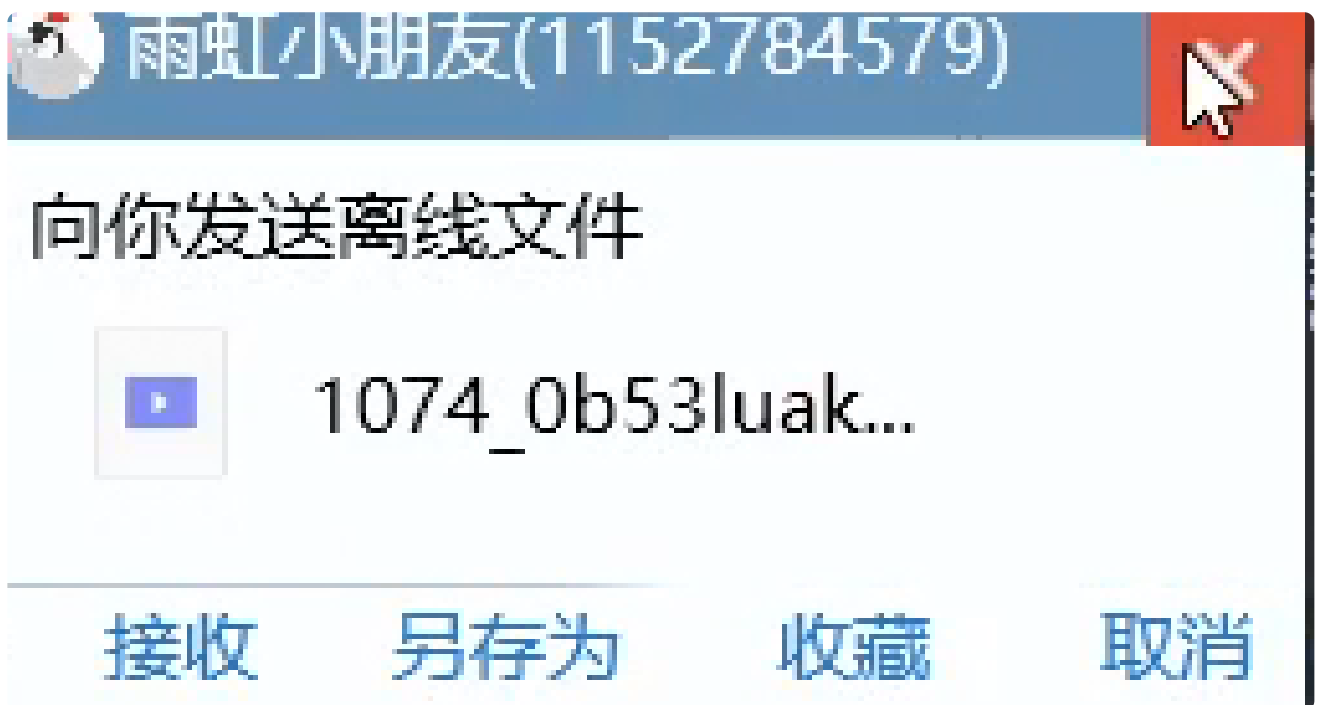 雨虹小朋友(1152784579)
向你发送离线文件
1074_0b53luak...
接收 另存为 收藏 取消